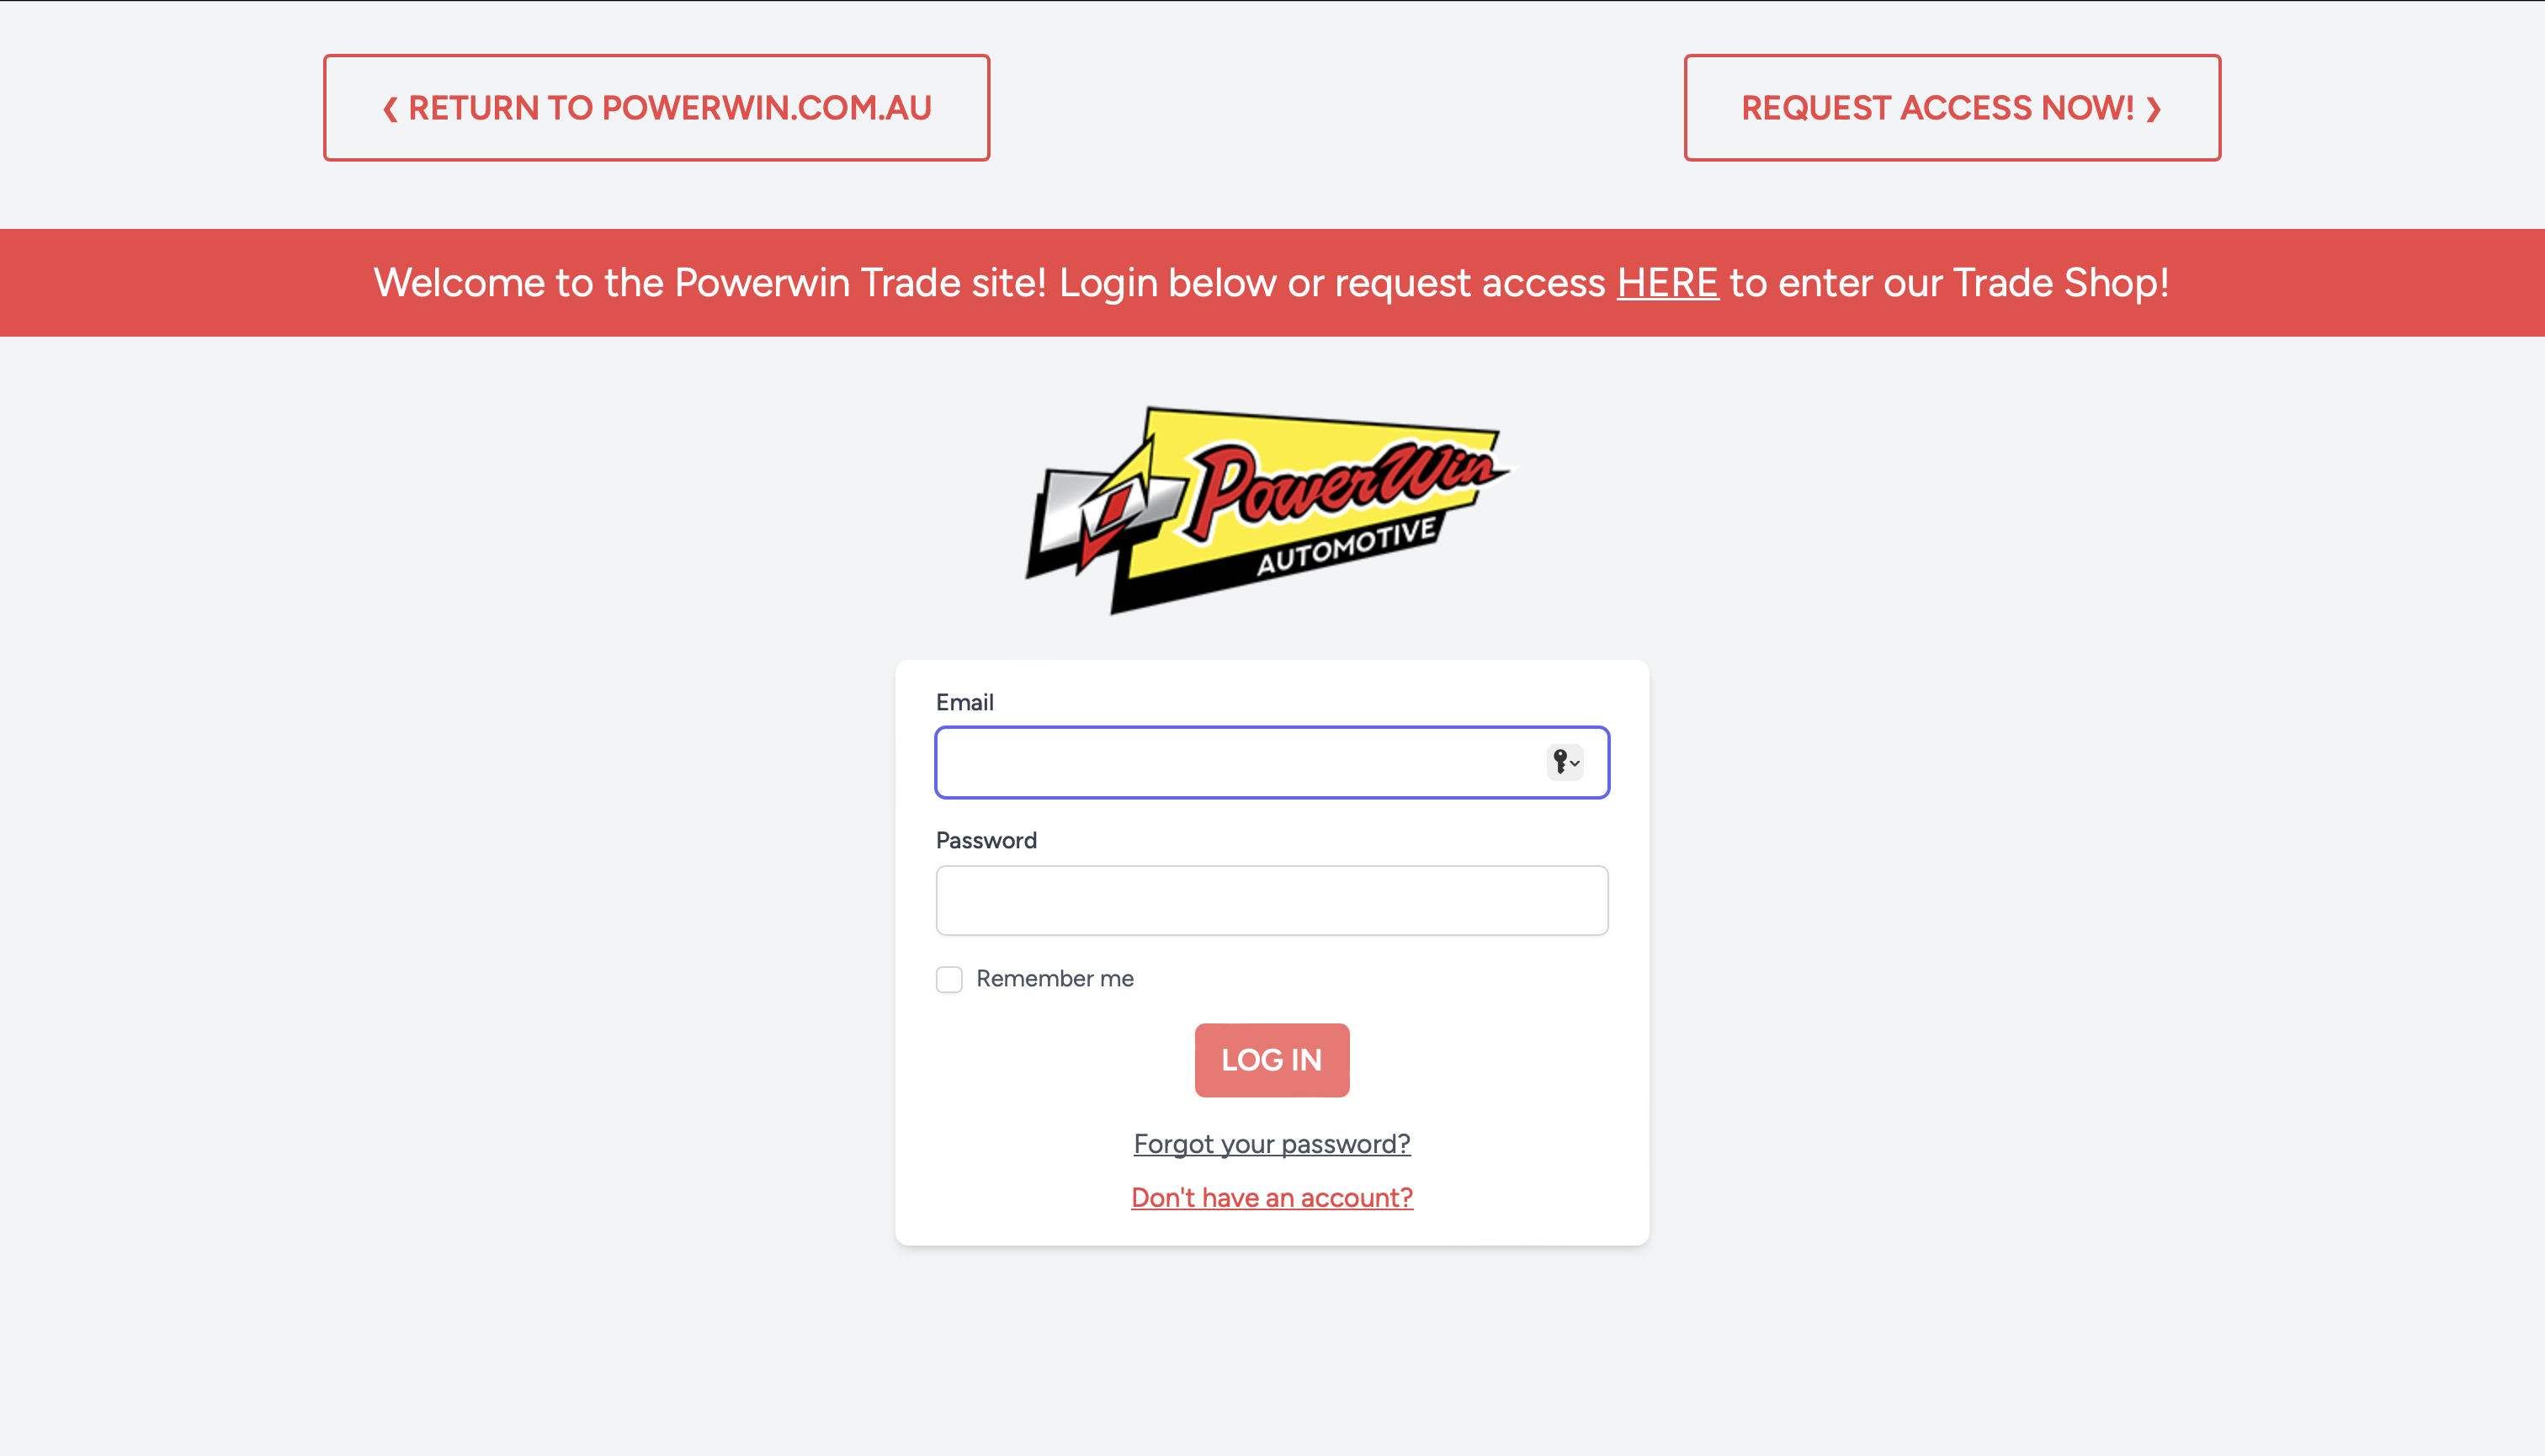 ❮ RETURN TO POWERWIN.COM.AU
REQUEST ACCESS NOW! ❯
Welcome to the Powerwin Trade site! Login below or request access HERE to enter our Trade Shop!
PowerWin
AUTOMOTIVE
Email
Password
Remember me
LOG IN
Forgot your password?
Don't have an account?